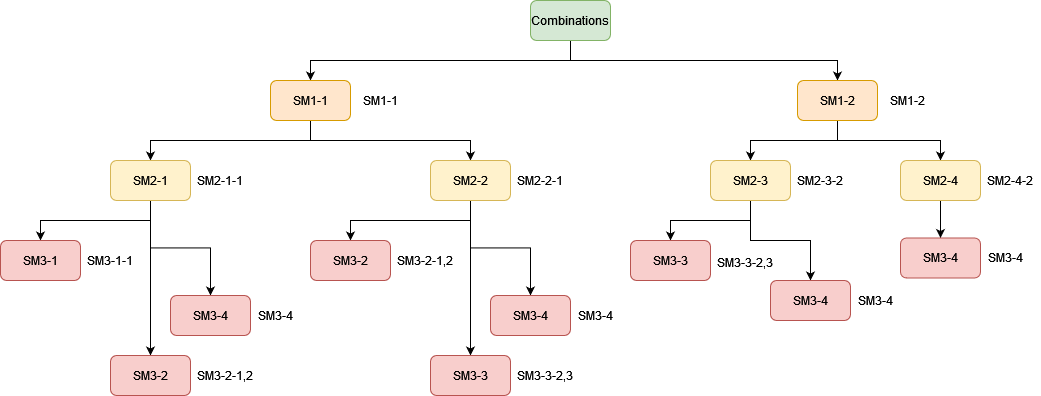 Combinations
SM1-1
SM1-1
SM1-2
SM1-2
SM2-1
SM2-1-1
SM2-2
SM2-2-1
SM2-3
SM2-3-2
SM2-4
SM2-4-2
SM3-1
SM3-1-1
SM3-2
SM3-2-1,2
SM3-3
SM3-3-2,3
SM3-4
SM3-4
SM3-4
SM3-4
SM3-4
SM3-4
SM3-4
SM3-4
SM3-2
SM3-2-1,2
SM3-3
SM3-3-2,3